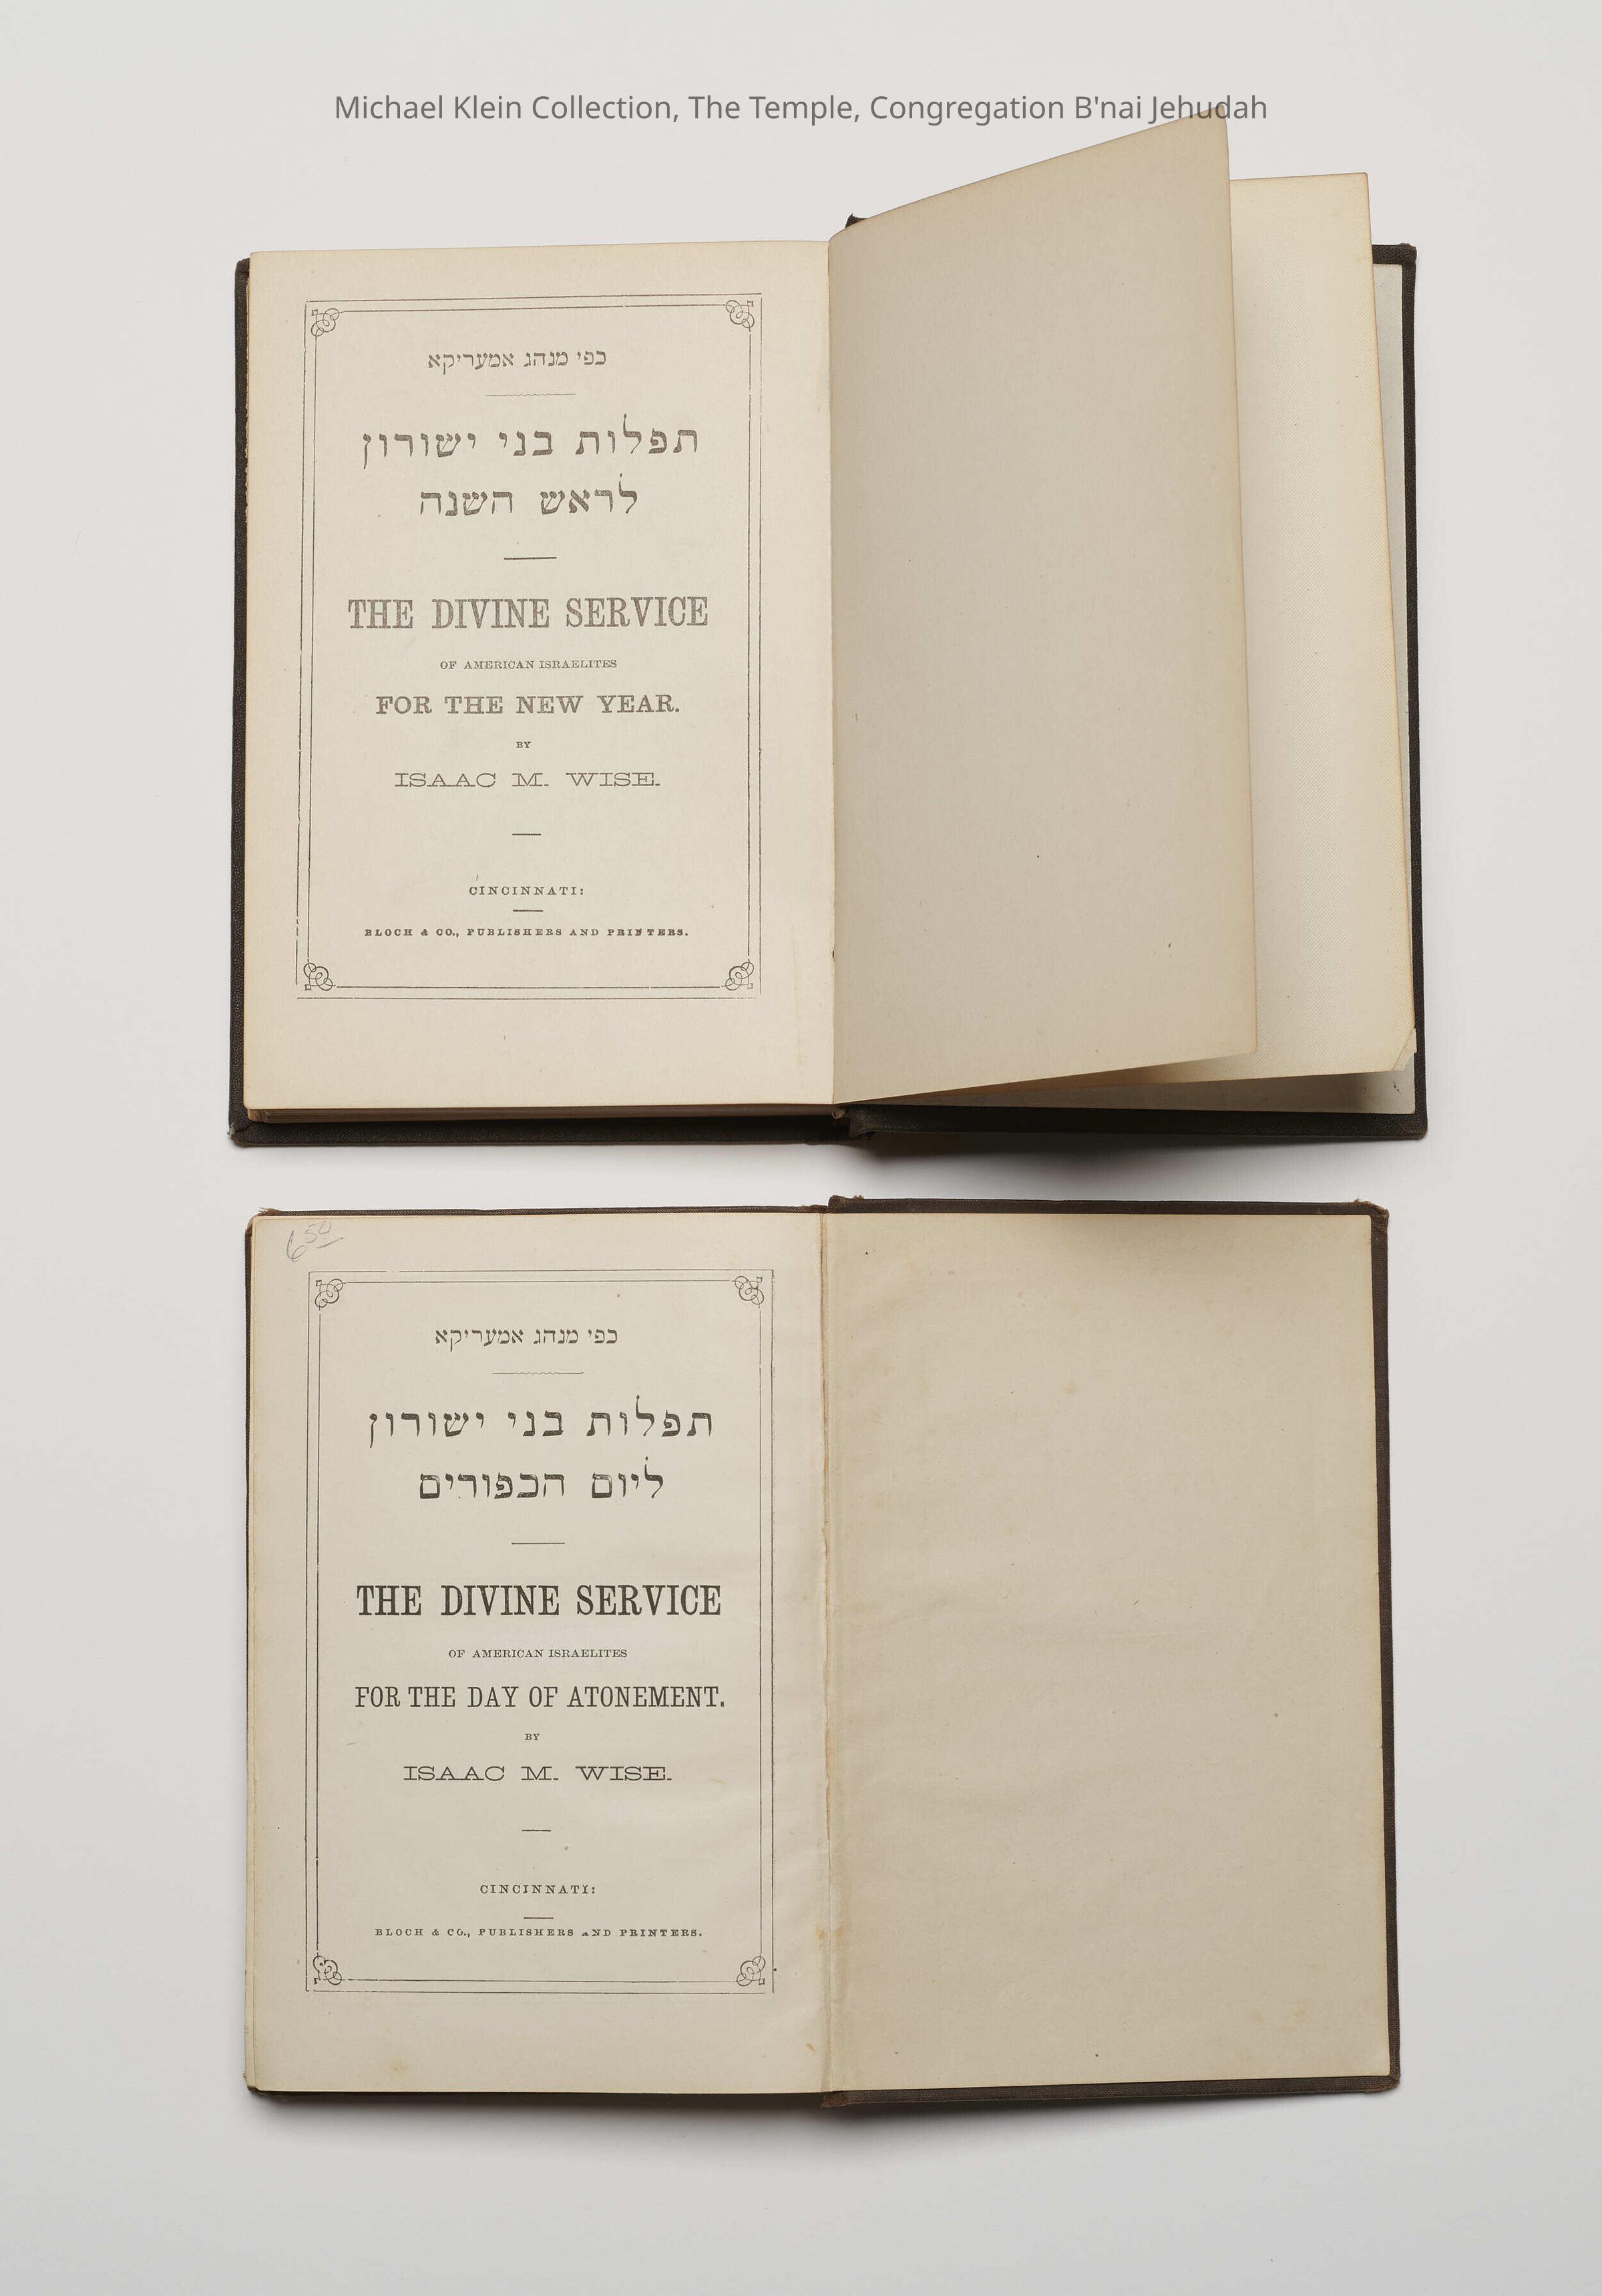 Michael Klein Collection, The Temple, Congregation B'nai Jehudah
כפי מנהג אמעריקא
תפלות בני ישורון
לראש השנה
THE DIVINE SERVICE
OF AMERICAN ISRAELITES
FOR THE NEW YEAR.
BY
ISAAC M. WISE.
CINCINNATI:
BLOCH & CO., PUBLISHERS AND PRINTERS.
650
כפי מנהג אמעריקא
תפלות בני ישורון
ליום הכפורים
THE DIVINE SERVICE
OF AMERICAN ISRAELITES
FOR THE DAY OF ATONEMENT.
BY
ISAAC M. WISE.
CINCINNATI:
BLOCH & CO., PUBLISHERS AND PRINTERS.